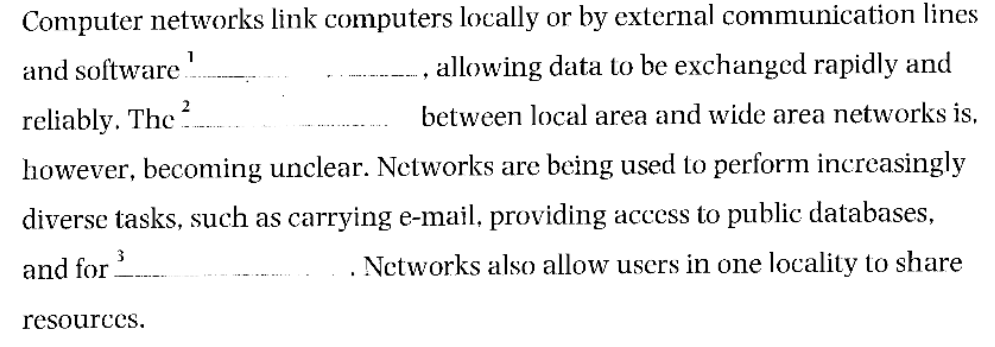 Computer networks link computers locally or by external communication lines
and software ¹ ________ , allowing data to be exchanged rapidly and
reliably. The ² ________ between local area and wide area networks is,
however, becoming unclear. Networks are being used to perform increasingly
diverse tasks, such as carrying e-mail, providing access to public databases,
and for ³ ________ . Networks also allow users in one locality to share
resources.